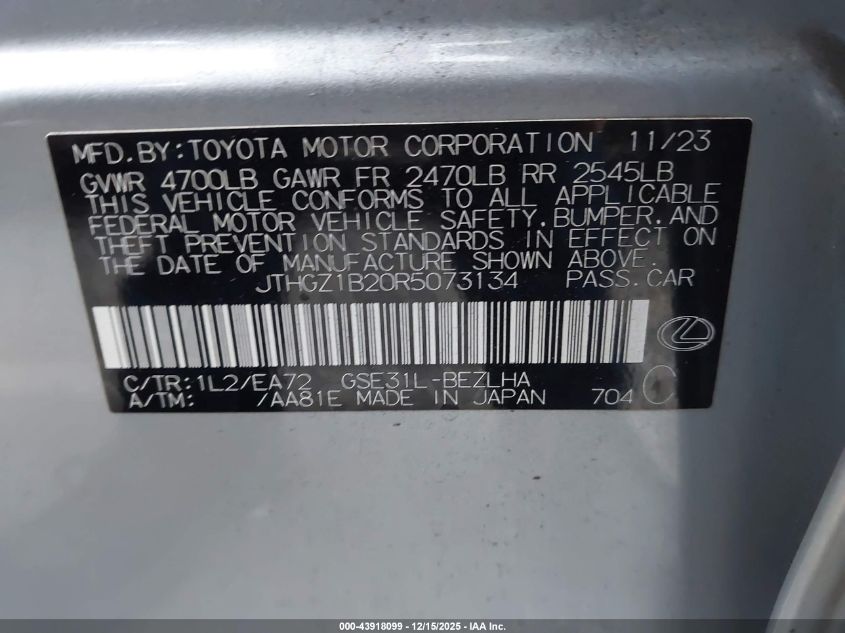 MFD.BY:TOYOTA MOTOR CORPORATION 11/23
GVWR 4700LB GAWR FR 2470LB RR 2545LB
THIS VEHICLE CONFORMS TO ALL APPLICABLE
FEDERAL MOTOR VEHICLE SAFETY,BUMPER,AND
THEFT PREVENTION STANDARDS IN EFFECT ON
THE DATE OF MANUFACTURE SHOWN ABOVE.
JTHGZ1B20R5073134 PASS.CAR
C/TR:1L2/EA72 GSE31L-BEZLHA
A/TM: /AA81E MADE IN JAPAN 704 C
000-43918099 - 12/15/2025 - IAA Inc.